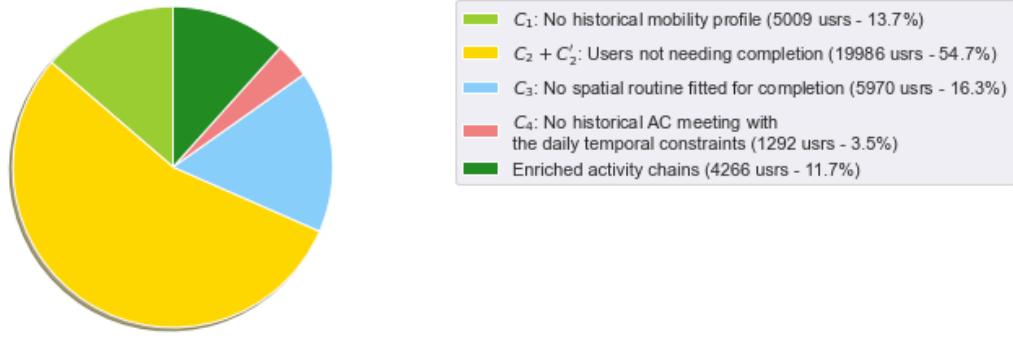 C₁: No historical mobility profile (5009 usrs - 13.7%)
C₂ + C₂′: Users not needing completion (19986 usrs - 54.7%)
C₃: No spatial routine fitted for completion (5970 usrs - 16.3%)
C₄: No historical AC meeting with
the daily temporal constraints (1292 usrs - 3.5%)
Enriched activity chains (4266 usrs - 11.7%)